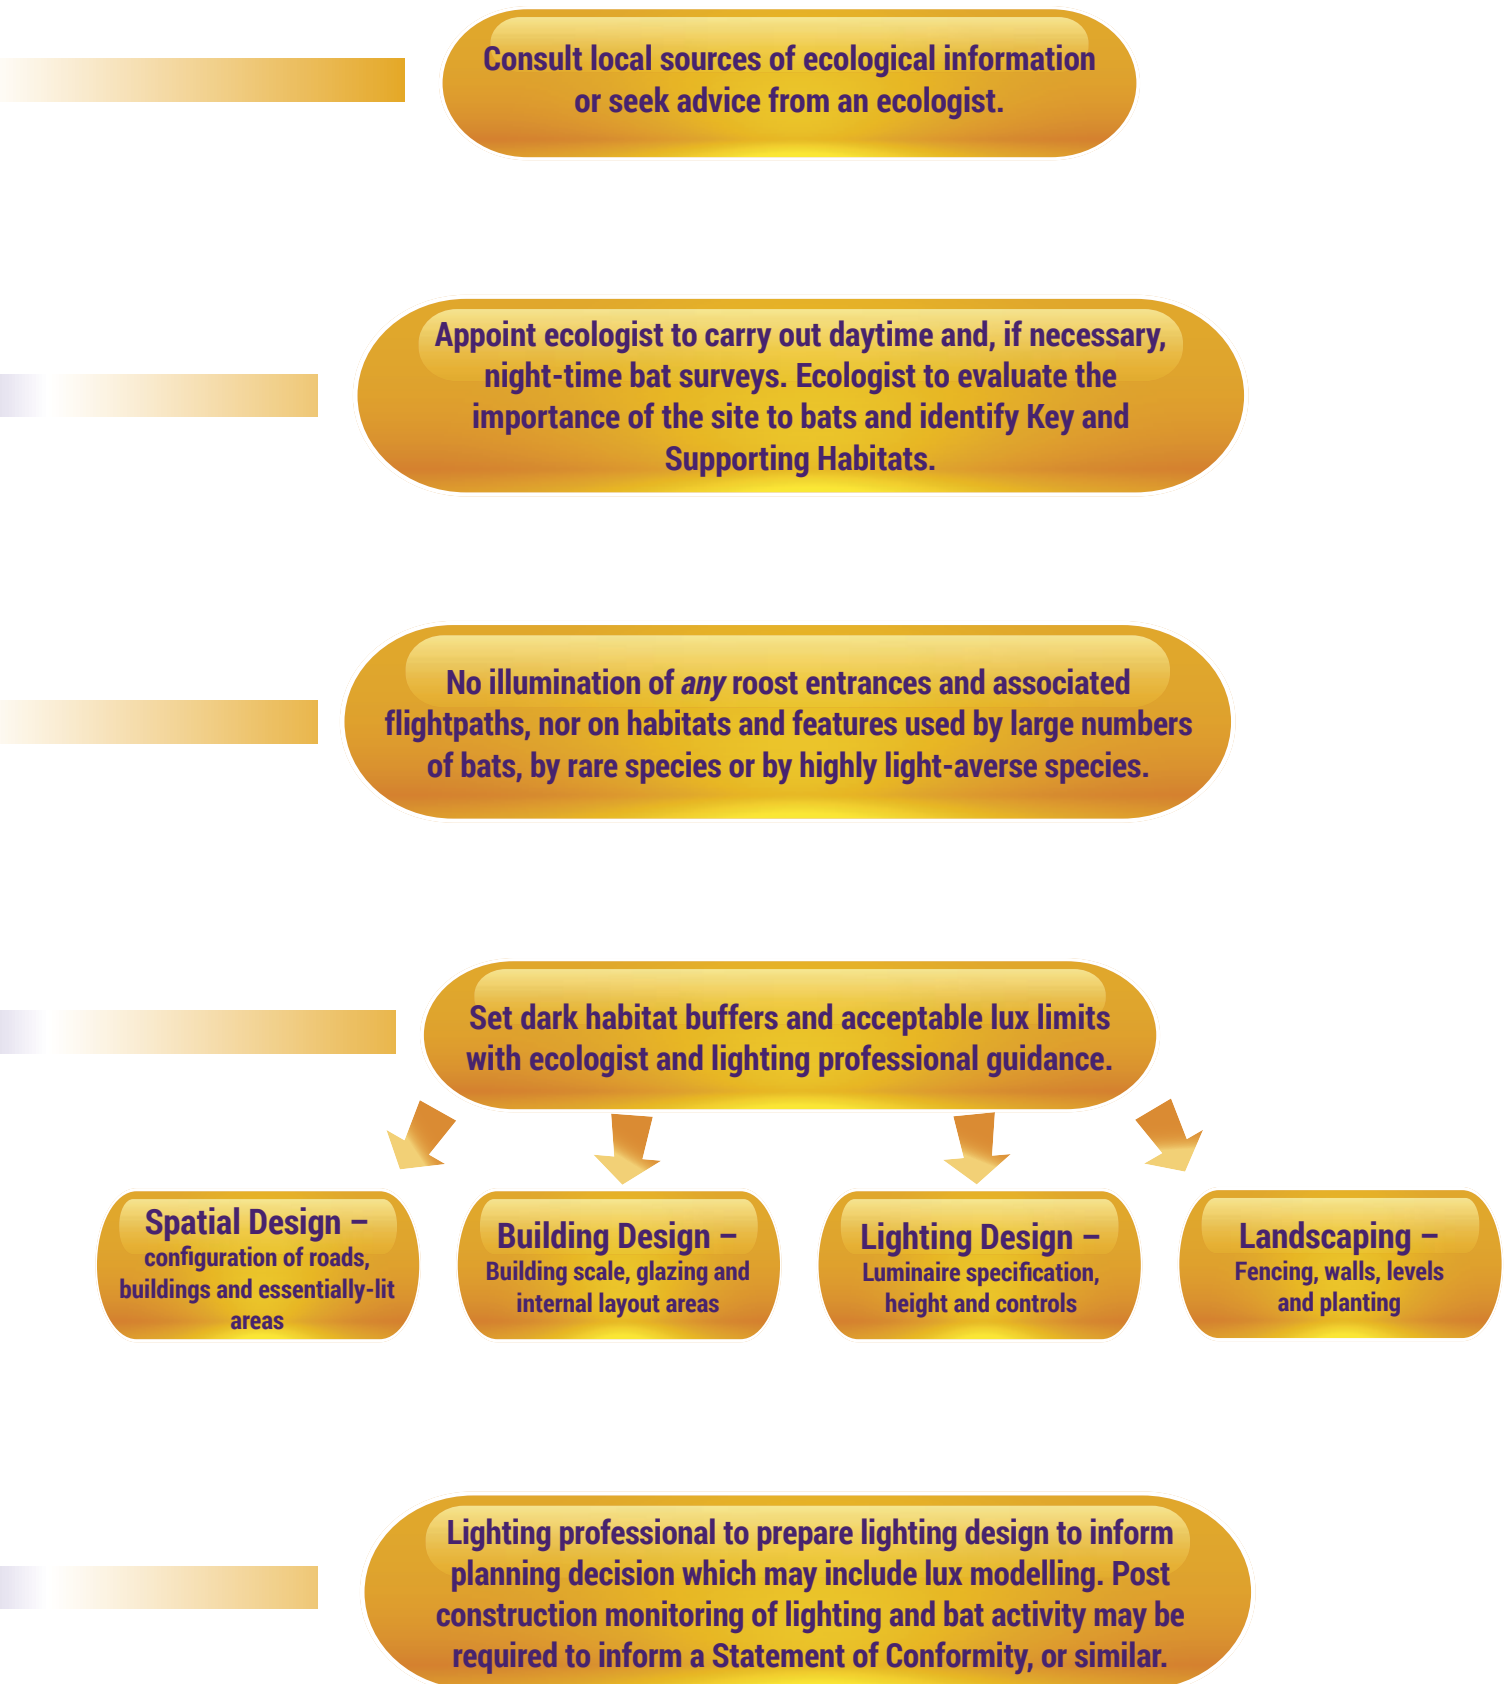 Consult local sources of ecological information
or seek advice from an ecologist.
Appoint ecologist to carry out daytime and, if necessary,
night-time bat surveys. Ecologist to evaluate the
importance of the site to bats and identify Key and
Supporting Habitats.
No illumination of any roost entrances and associated
flightpaths, nor on habitats and features used by large numbers
of bats, by rare species or by highly light-averse species.
Set dark habitat buffers and acceptable lux limits
with ecologist and lighting professional guidance.
Spatial Design –
configuration of roads,
buildings and essentially-lit
areas
Building Design –
Building scale, glazing and
internal layout areas
Lighting Design –
Luminaire specification,
height and controls
Landscaping –
Fencing, walls, levels
and planting
Lighting professional to prepare lighting design to inform
planning decision which may include lux modelling. Post
construction monitoring of lighting and bat activity may be
required to inform a Statement of Conformity, or similar.